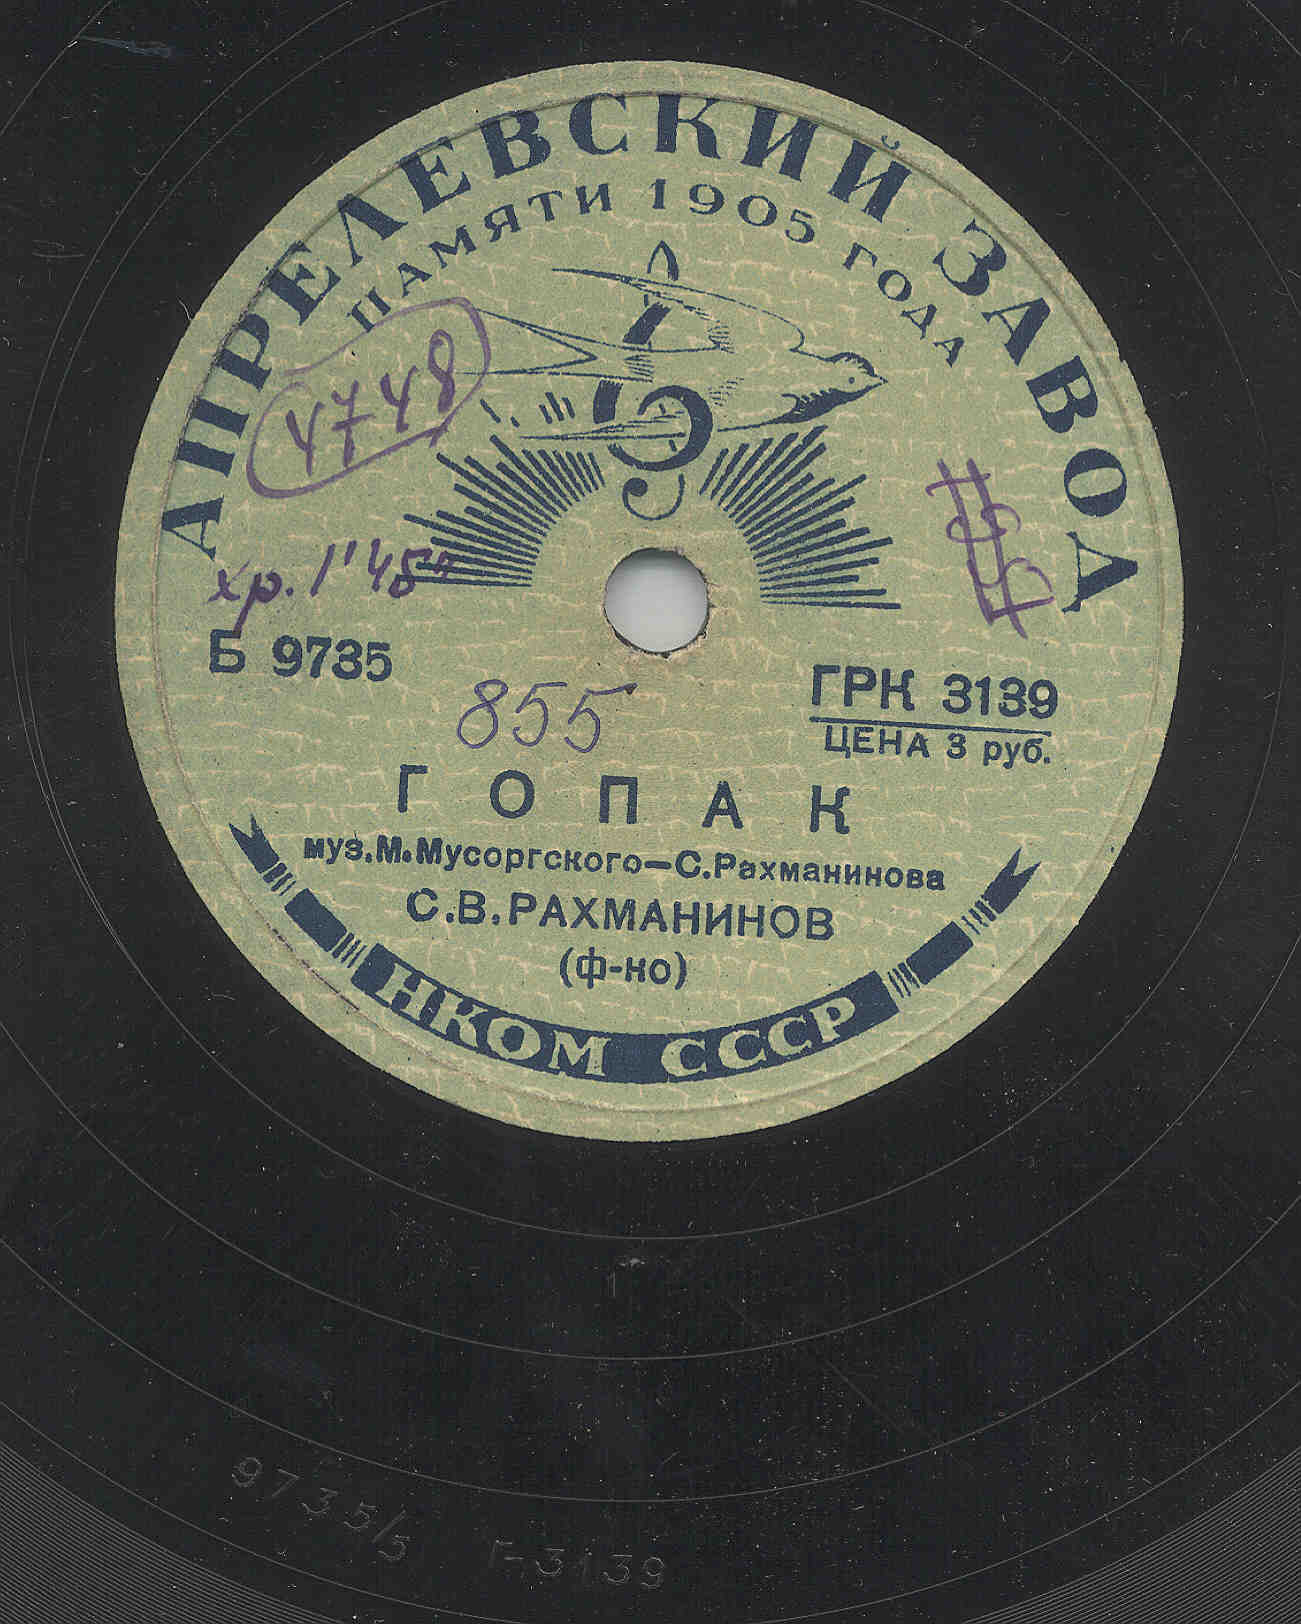 АПРЕЛЕВСКИЙ ЗАВОД
ПАМЯТИ 1905 ГОДА
4748
хр. 1'45"
Б 9735
855
ГРК 3139
ЦЕНА 3 руб.
ГОПАК
муз.М.Мусоргского—С.Рахманинова
С.В.РАХМАНИНОВ
(ф-но)
НКОМ СССР
1
9735/5 Г-3139